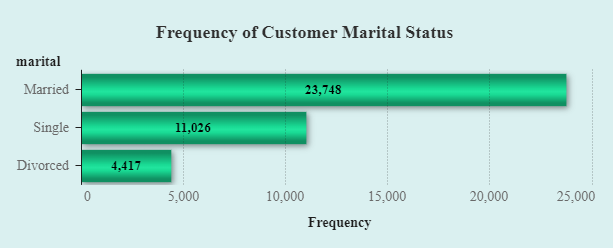 Frequency of Customer Marital Status
marital
Married 23,748
Single 11,026
Divorced 4,417
0 5,000 10,000 15,000 20,000 25,000
Frequency